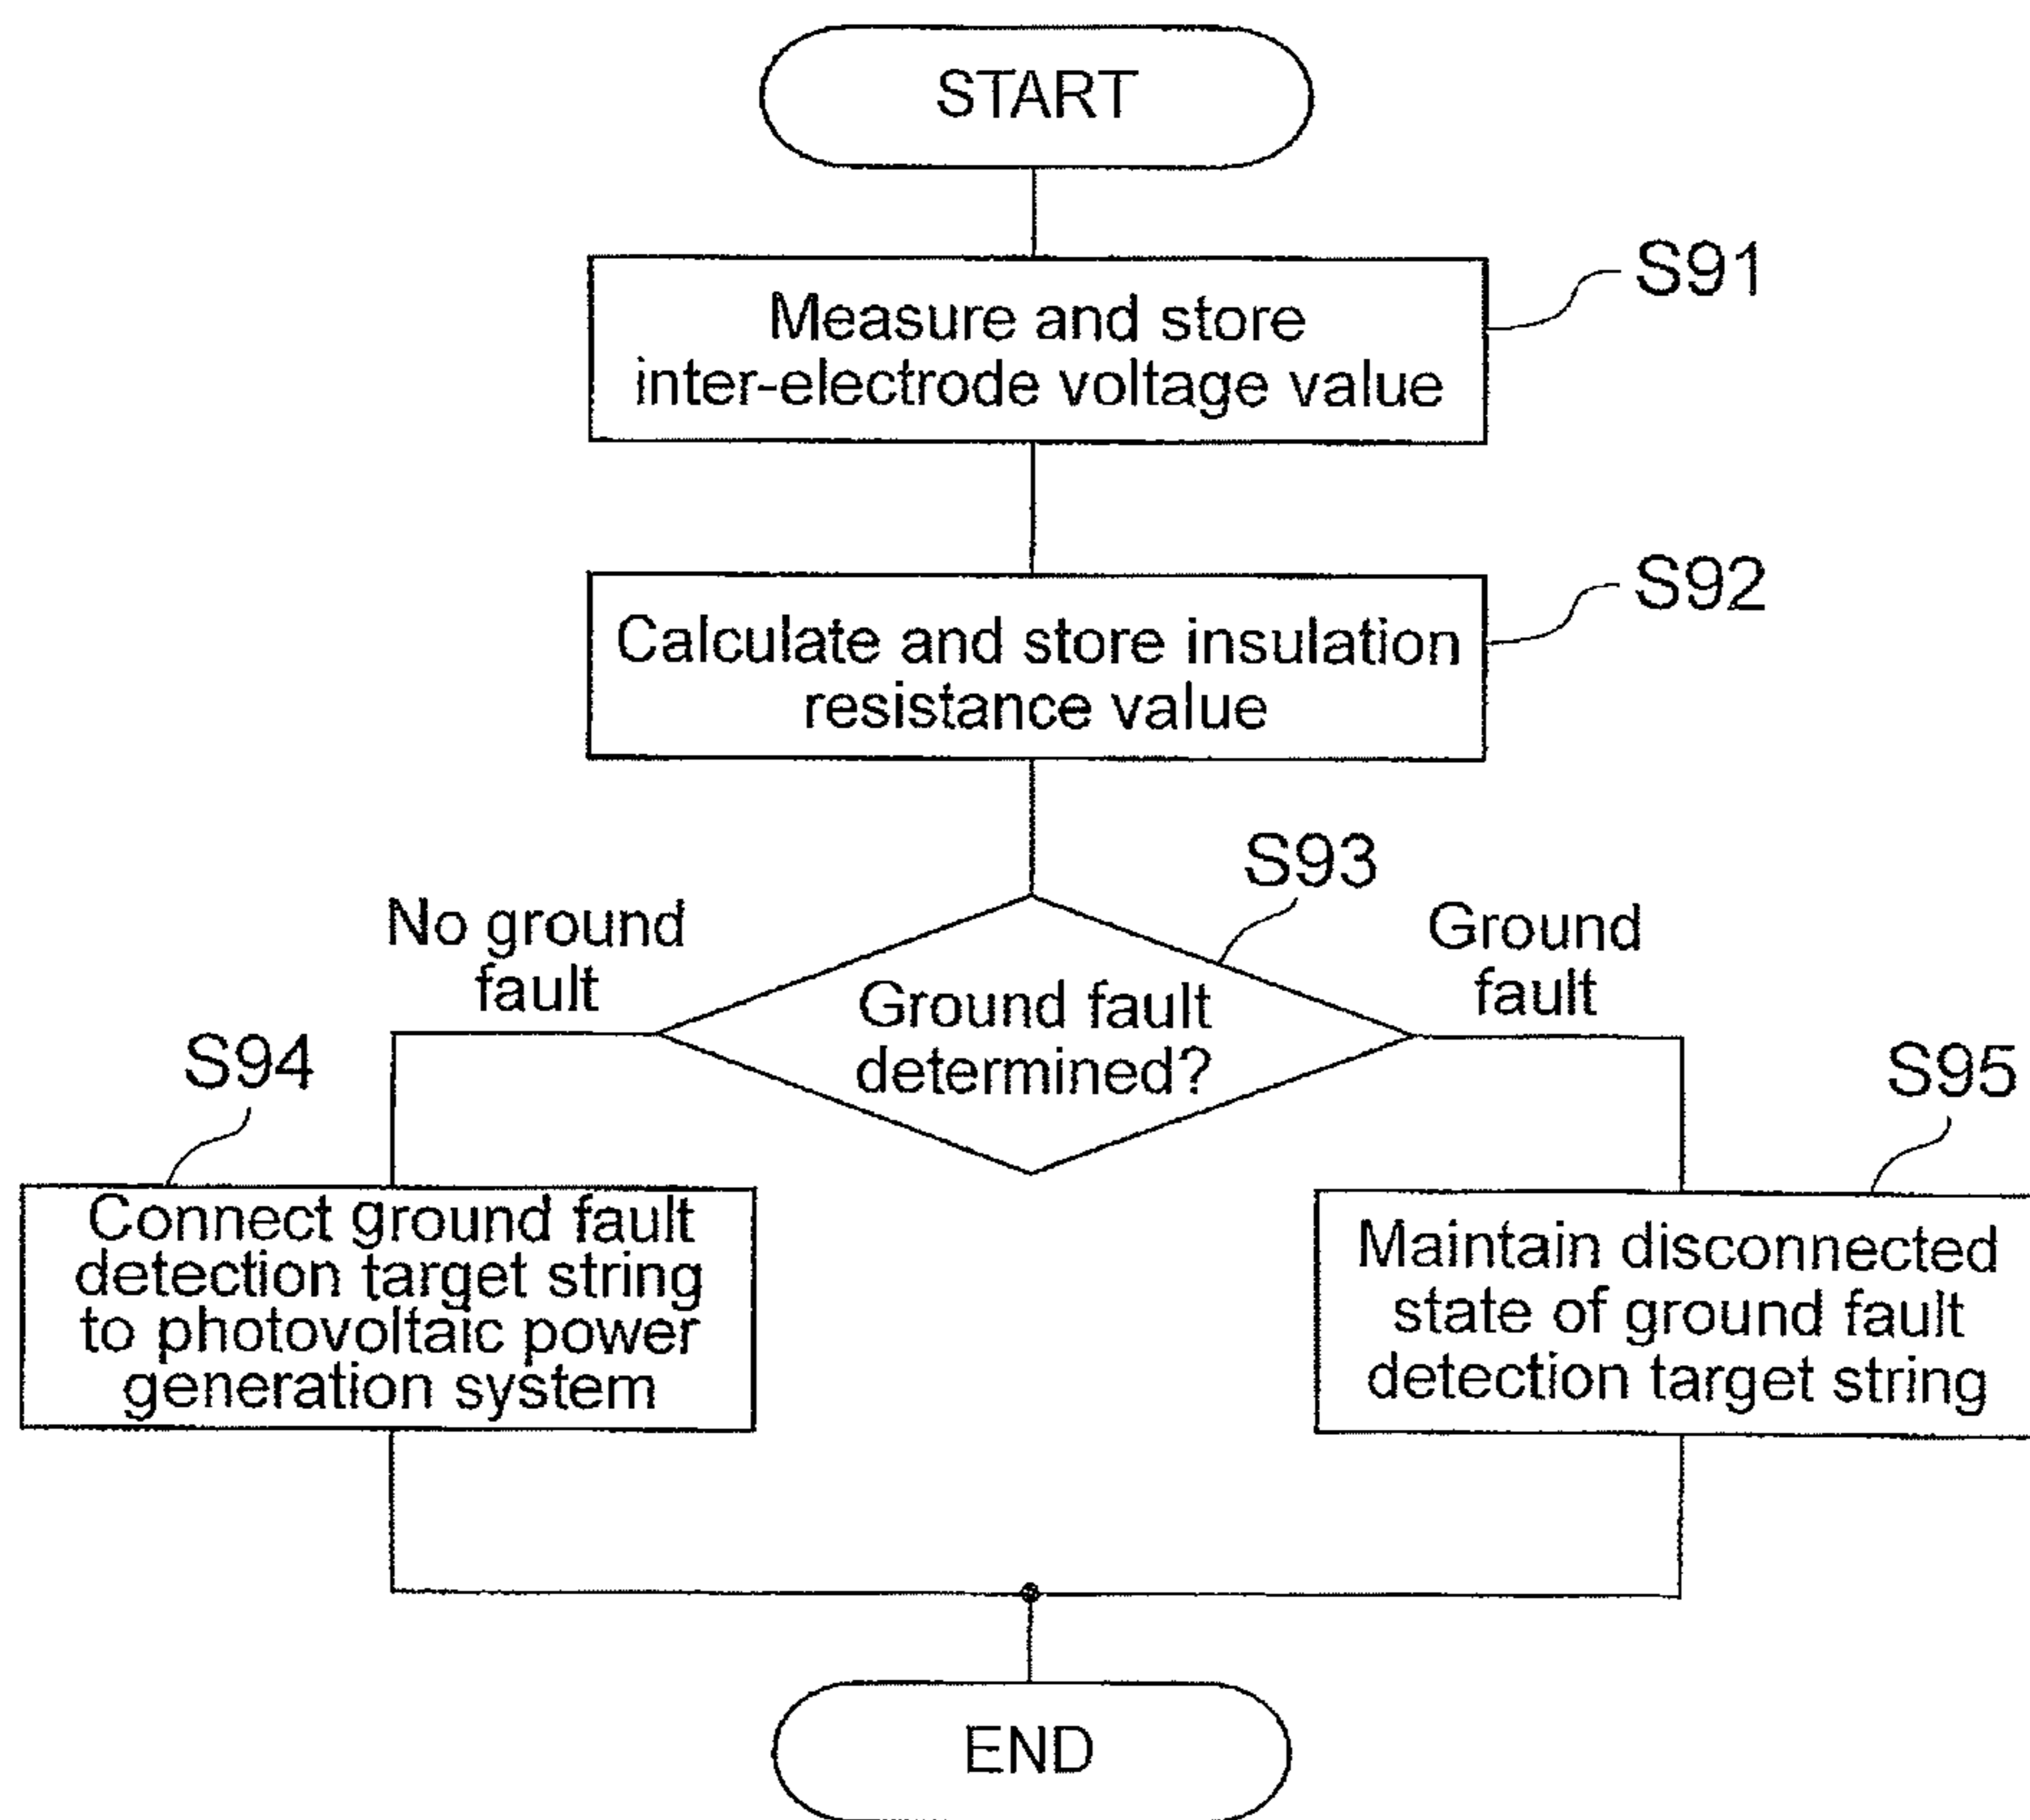 START
S91
Measure and store
inter-electrode voltage value
S92
Calculate and store insulation
resistance value
S93
No ground
fault
Ground
fault
Ground fault
determined?
S94
S95
Connect ground fault
detection target string
to photovoltaic power
generation system
Maintain disconnected
state of ground fault
detection target string
END